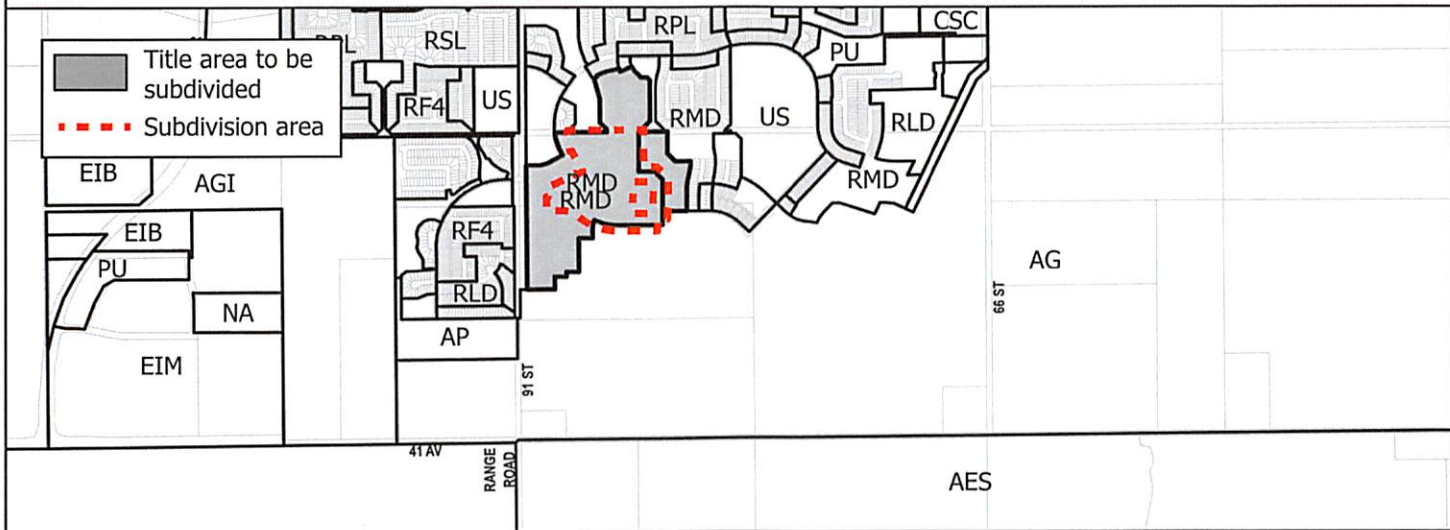 CSC
RPL
RSL
PU
Title area to be
subdivided
RF4
US
RMD
US
RLD
Subdivision area
EIB
AGI
RMD
RMD
RMD
EIB
RF4
PU
AG
RLD
NA
66 ST
AP
EIM
91 ST
41 AV
RANGE
ROAD
AES